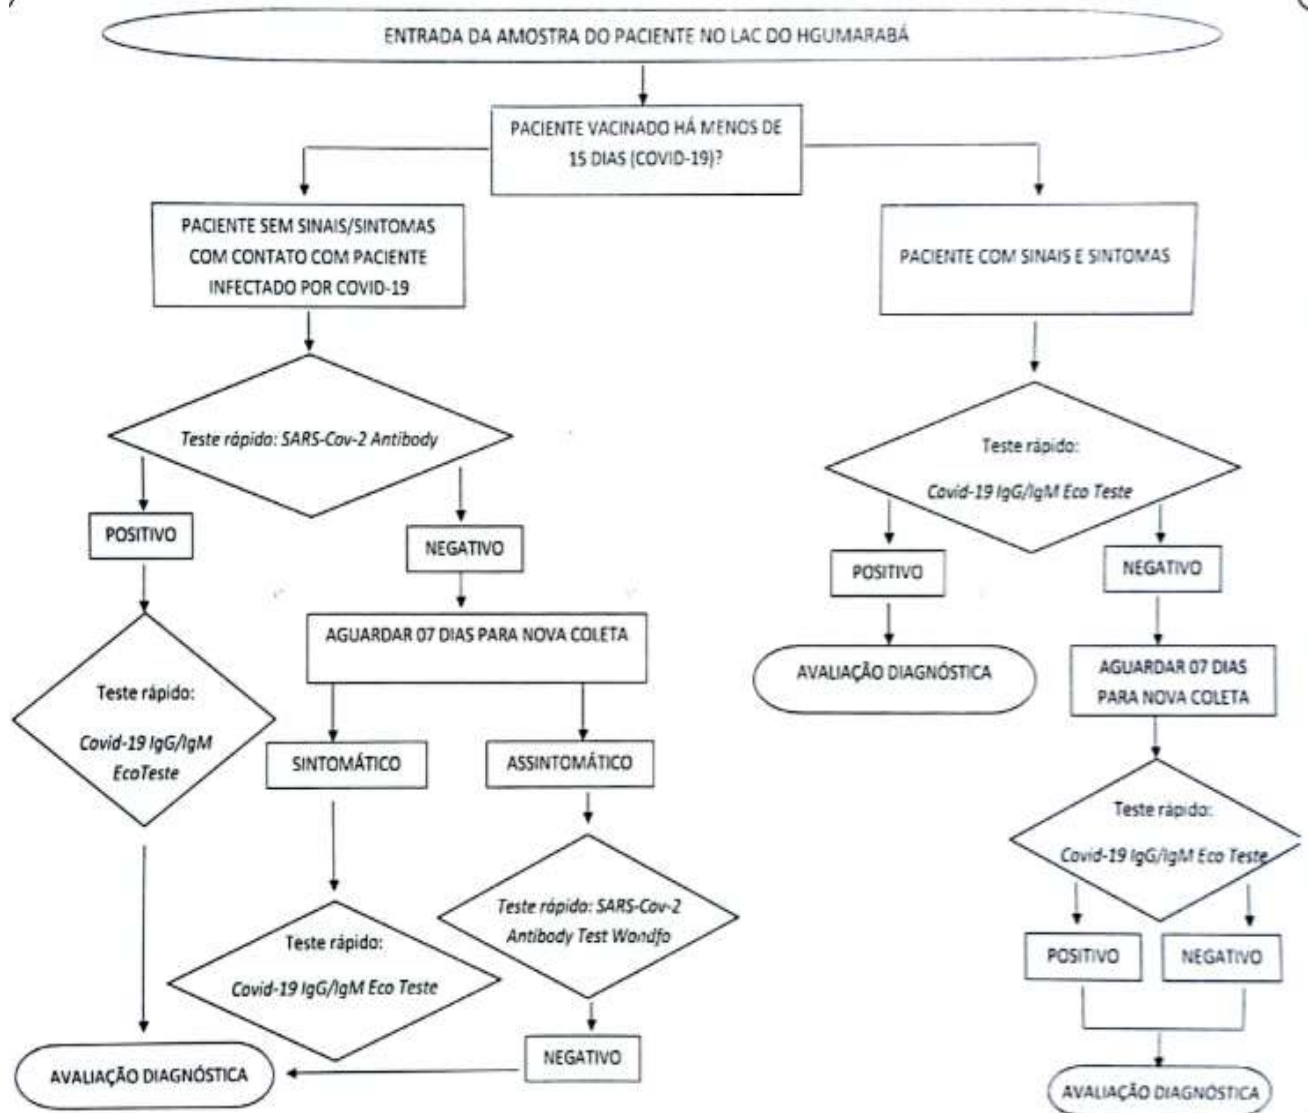 ENTRADA DA AMOSTRA DO PACIENTE NO LAC DO HGUMARABÁ
PACIENTE VACINADO HÁ MENOS DE
15 DIAS (COVID-19)?
PACIENTE SEM SINAIS/SINTOMAS
COM CONTATO COM PACIENTE
INFECTADO POR COVID-19
PACIENTE COM SINAIS E SINTOMAS
Teste rápido: SARS-Cov-2 Antibody
Teste rápido:
Covid-19 IgG/IgM Eco Teste
POSITIVO
NEGATIVO
POSITIVO
NEGATIVO
AGUARDAR 07 DIAS PARA NOVA COLETA
AVALIAÇÃO DIAGNÓSTICA
AGUARDAR 07 DIAS
PARA NOVA COLETA
Teste rápido:
Covid-19 IgG/IgM
EcoTeste
SINTOMÁTICO
ASSINTOMÁTICO
Teste rápido:
Covid-19 IgG/IgM Eco Teste
Teste rápido: SARS-Cov-2
Antibody Test Wondfo
Teste rápido:
Covid-19 IgG/IgM Eco Teste
POSITIVO
NEGATIVO
NEGATIVO
AVALIAÇÃO DIAGNÓSTICA
AVALIAÇÃO DIAGNÓSTICA